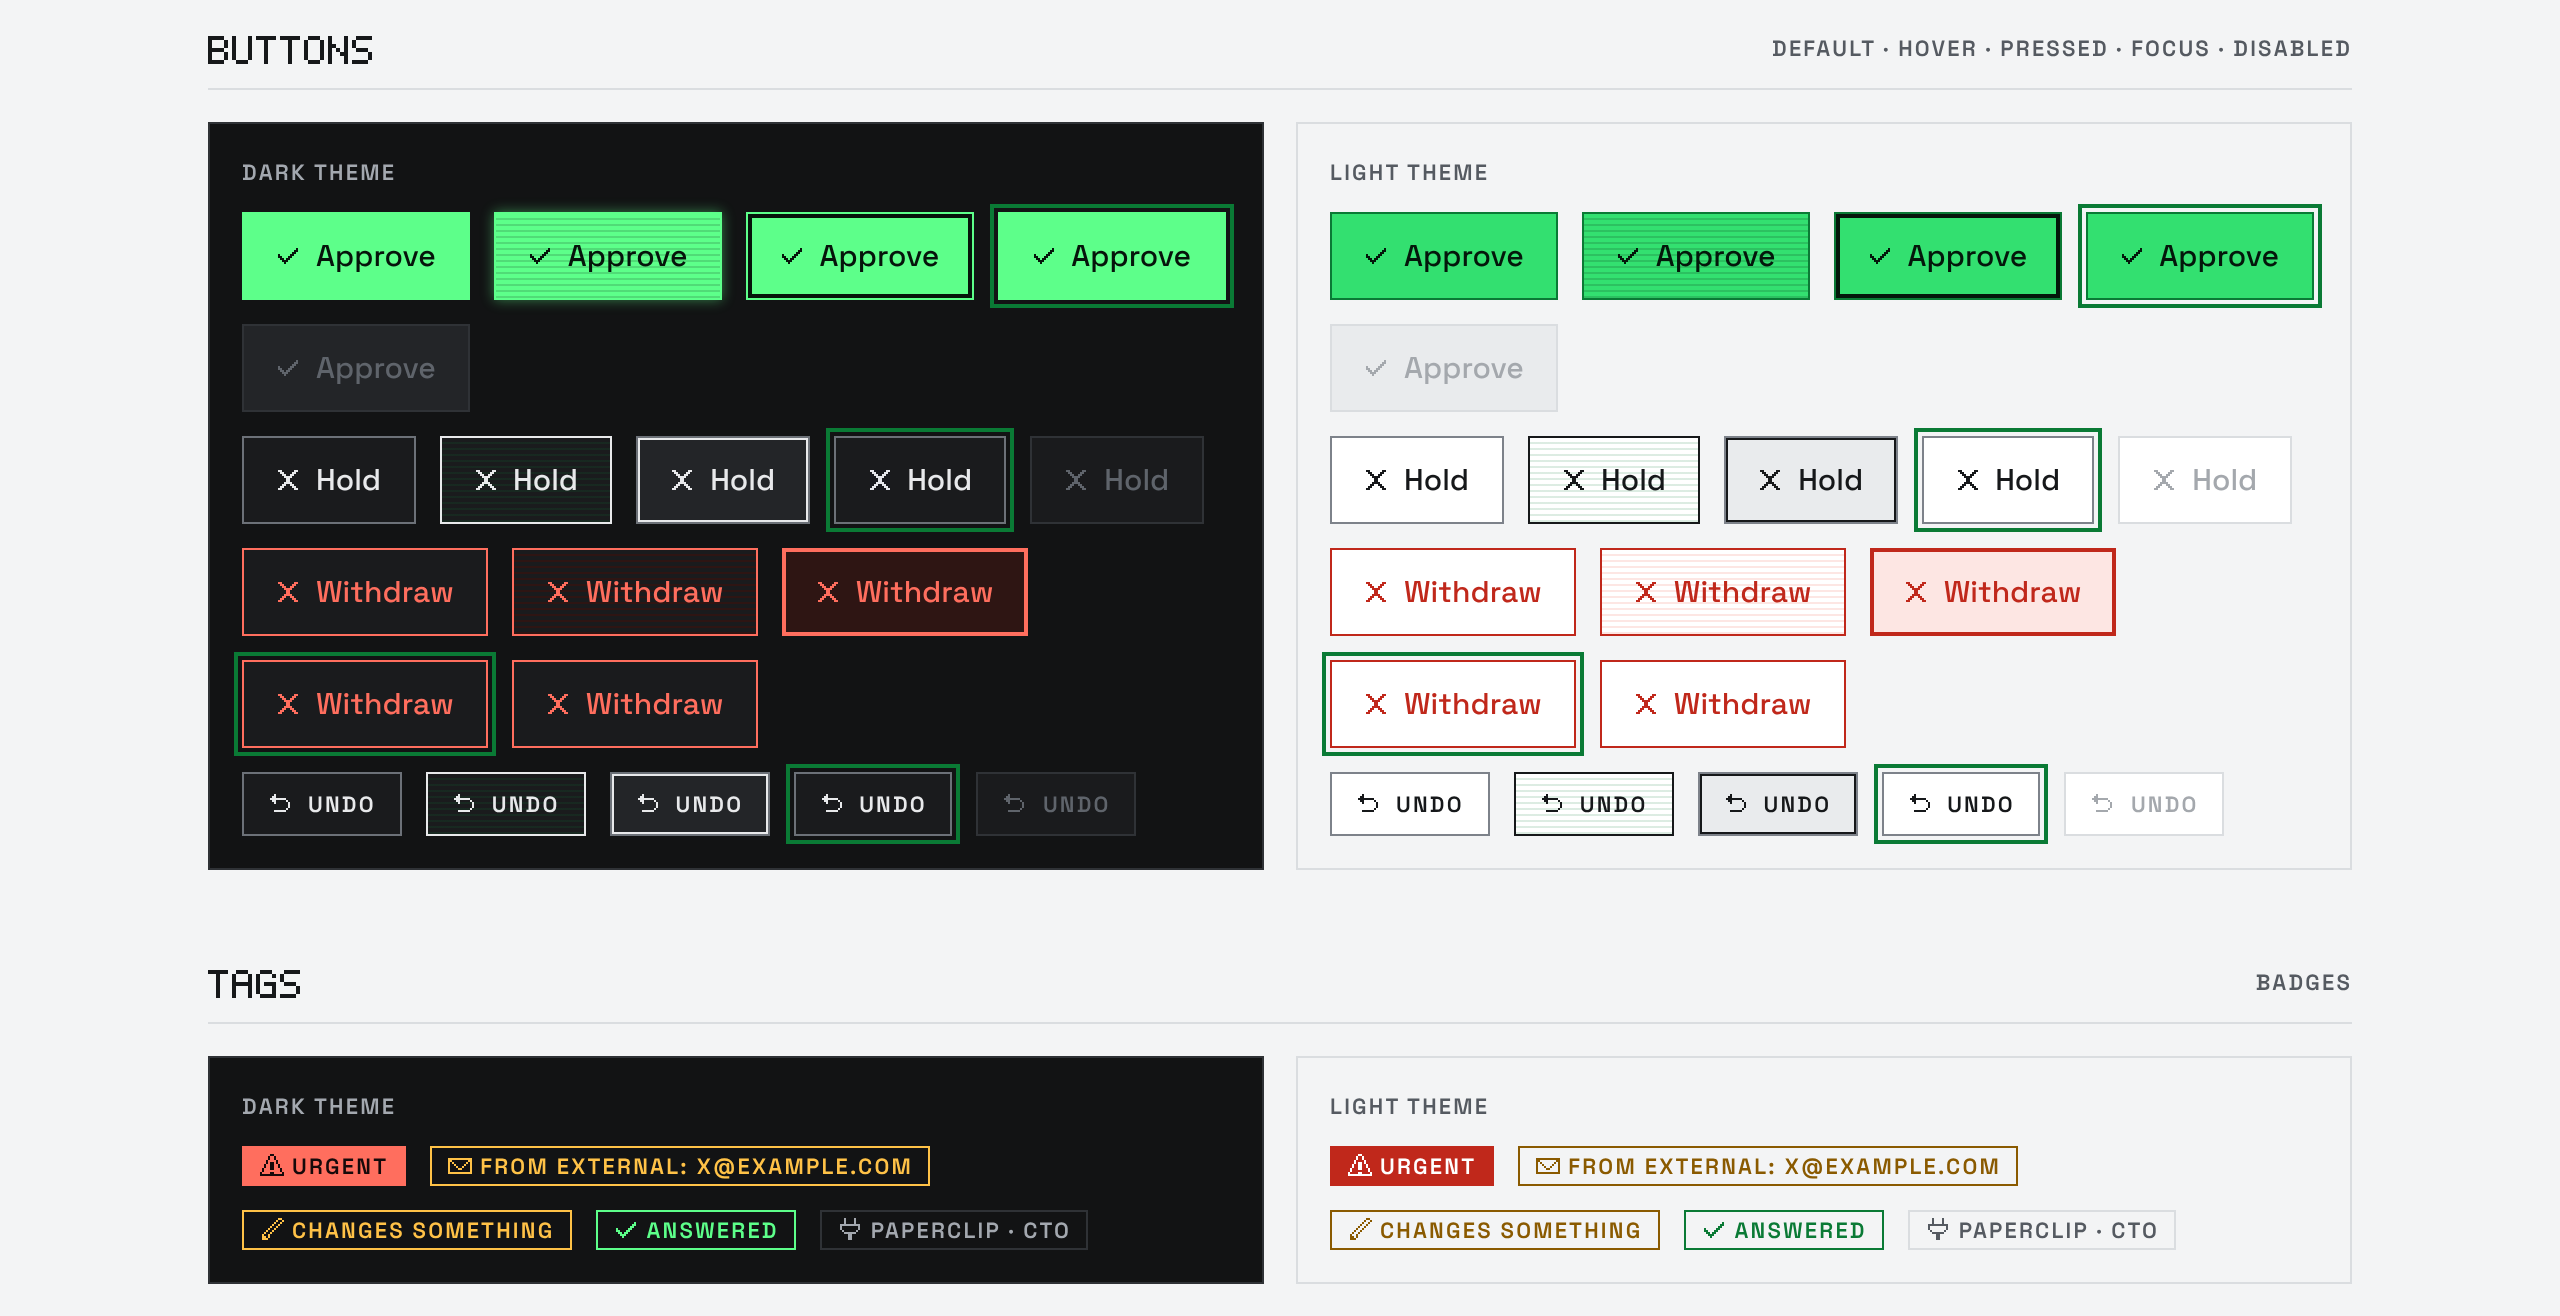 BUTTONS
DEFAULT · HOVER · PRESSED · FOCUS · DISABLED
DARK THEME
Approve Approve Approve Approve
Approve
Hold Hold Hold Hold Hold
Withdraw Withdraw Withdraw
Withdraw Withdraw
UNDO UNDO UNDO UNDO UNDO
LIGHT THEME
Approve Approve Approve Approve
Approve
Hold Hold Hold Hold Hold
Withdraw Withdraw Withdraw
Withdraw Withdraw
UNDO UNDO UNDO UNDO UNDO
TAGS
BADGES
DARK THEME
URGENT FROM EXTERNAL: X@EXAMPLE.COM
CHANGES SOMETHING ANSWERED PAPERCLIP · CTO
LIGHT THEME
URGENT FROM EXTERNAL: X@EXAMPLE.COM
CHANGES SOMETHING ANSWERED PAPERCLIP · CTO